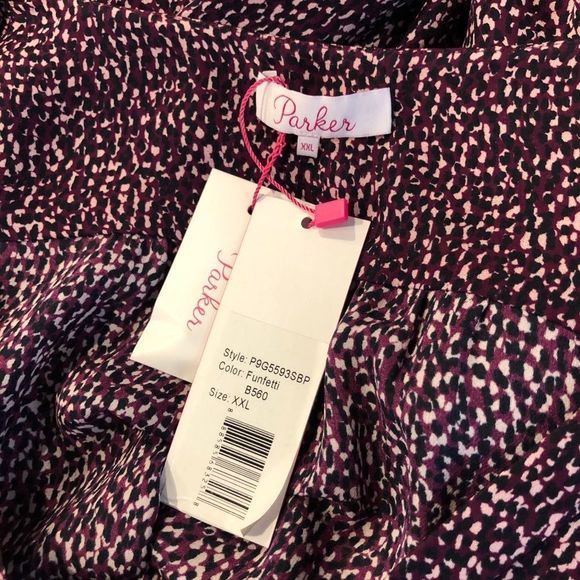 Parker
XXL
Parker
Style: P9G5593SBP
Color: Funfetti
B560
Size: XXL